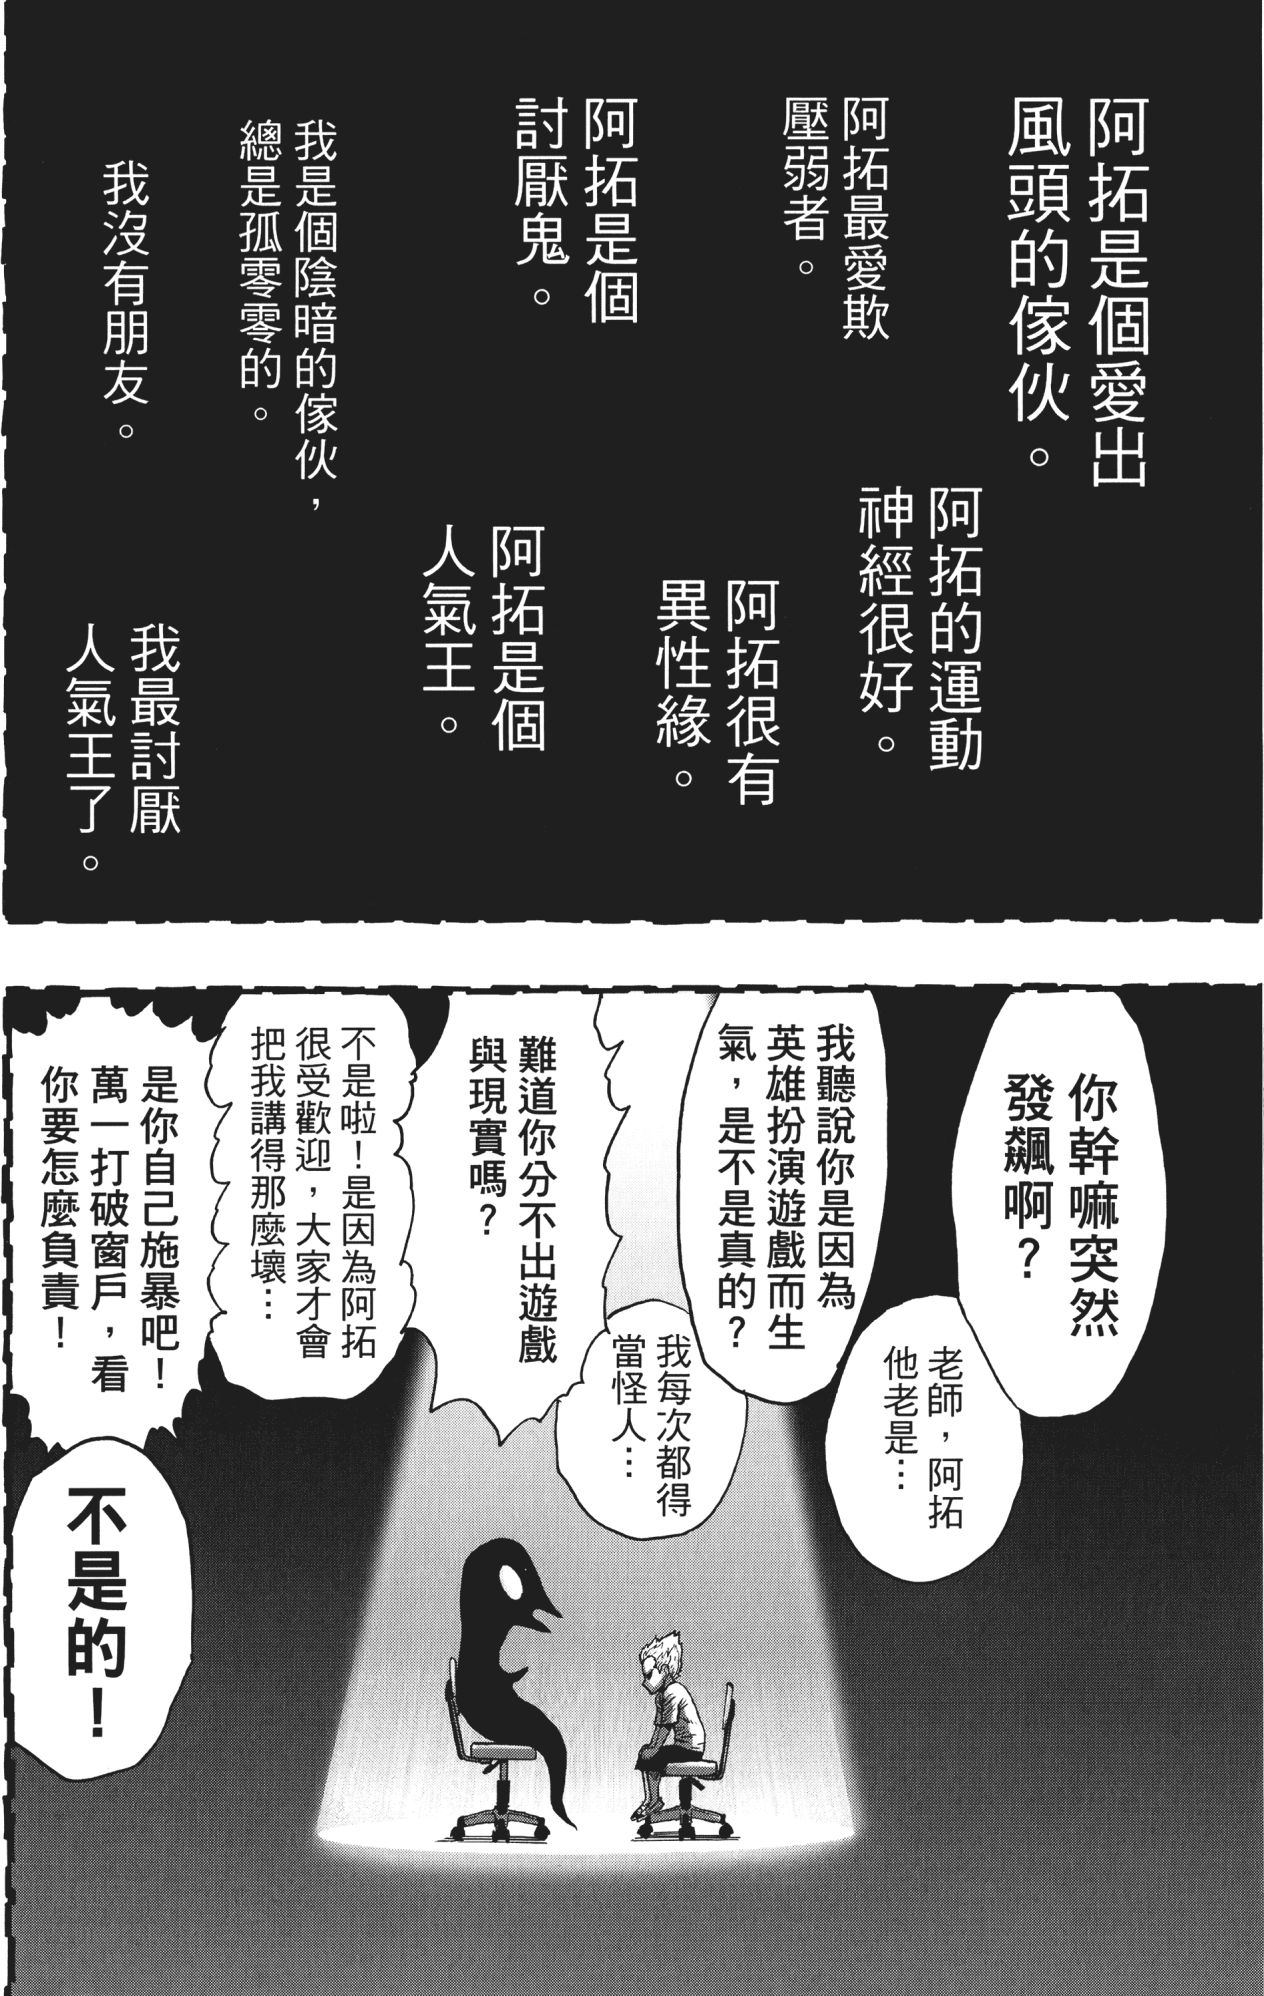 阿拓是個愛出
風頭的傢伙。
阿拓最愛欺
壓弱者。
阿拓的運動
神經很好。
阿拓很有
異性緣。
阿拓是個
討厭鬼。
阿拓是個
人氣王。
我是個陰暗的傢伙，
總是孤零零的。
我沒有朋友。
我最討厭
人氣王了。
你幹嘛突然
發飆啊？
老師，阿拓
他老是…
我聽說你是因為
英雄扮演遊戲而生
氣，是不是真的？
我每次都得
當怪人…
難道你分不出遊戲
與現實嗎？
不是啦！是因為阿拓
很受歡迎，大家才會
把我講得那麼壞…
是你自己施暴吧！
萬一打破窗戶，看
你要怎麼負責！
不是的！